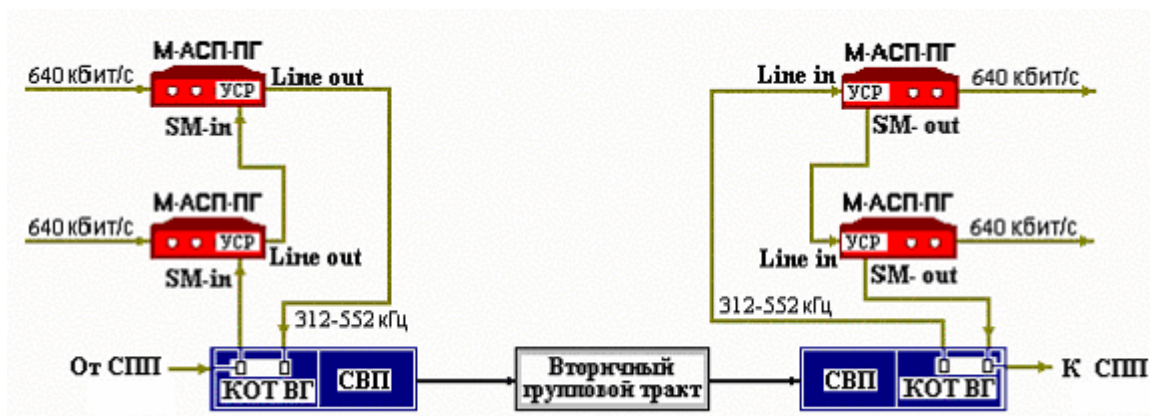 М-АСП-ПГ
640 кбит/с
УСР
Line out
SM-in
М-АСП-ПГ
640 кбит/с
УСР
Line out
SM-in
312-552 кГц
От СПП
КОТ ВГ
СВП
Вторичный
групповой тракт
М-АСП-ПГ
Line in
УСР
640 кбит/с
SM- out
М-АСП-ПГ
УСР
640 кбит/с
Line in
SM- out
312-552 кГц
СВП
КОТ ВГ
К СПП